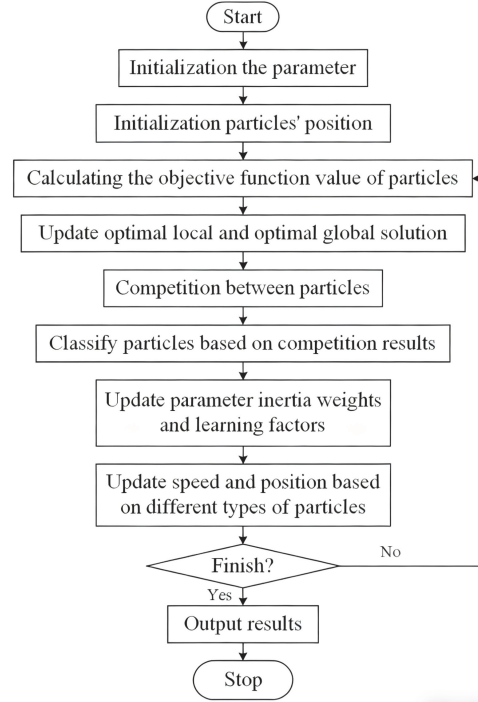 Start
Initialization the parameter
Initialization particles' position
Calculating the objective function value of particles
Update optimal local and optimal global solution
Competition between particles
Classify particles based on competition results
Update parameter inertia weights
and learning factors
Update speed and position based
on different types of particles
Finish?
No
Yes
Output results
Stop